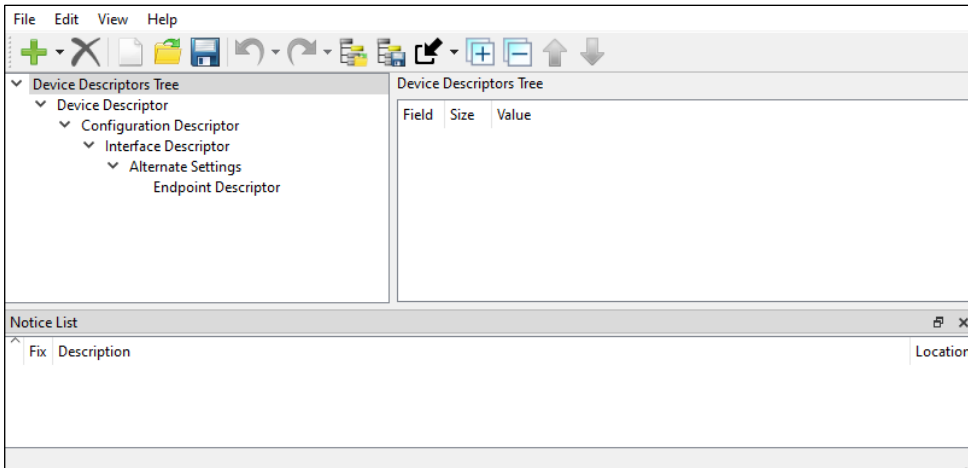 File Edit View Help
Device Descriptors Tree
Device Descriptor
Configuration Descriptor
Interface Descriptor
Alternate Settings
Endpoint Descriptor
Device Descriptors Tree
Field Size Value
Notice List
Fix Description Location